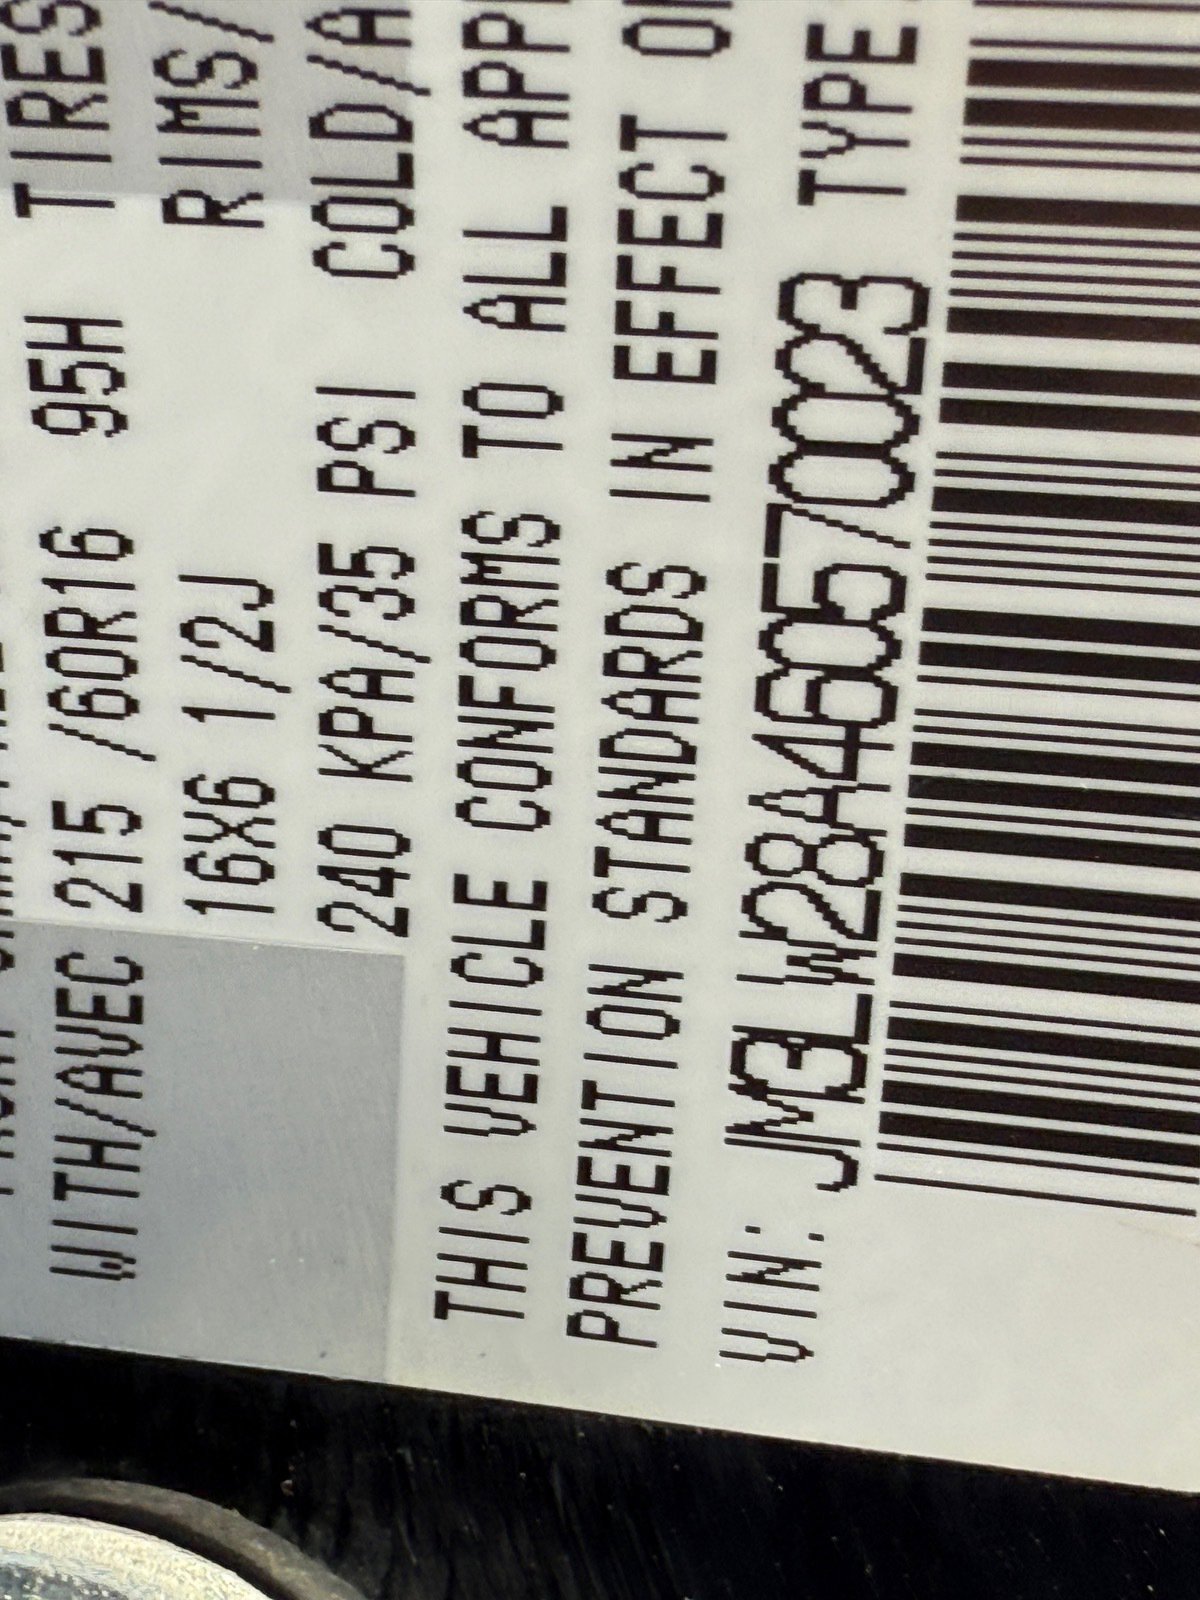 WITH/AVEC 215 /60R16 95H TIRES
16X6 1/2J RIMS/
240 KPA/35 PSI COLD/A
THIS VEHICLE CONFORMS TO ALL APP
PREVENTION STANDARDS IN EFFECT ON
VIN: JM3LW28A460570023 TYPE